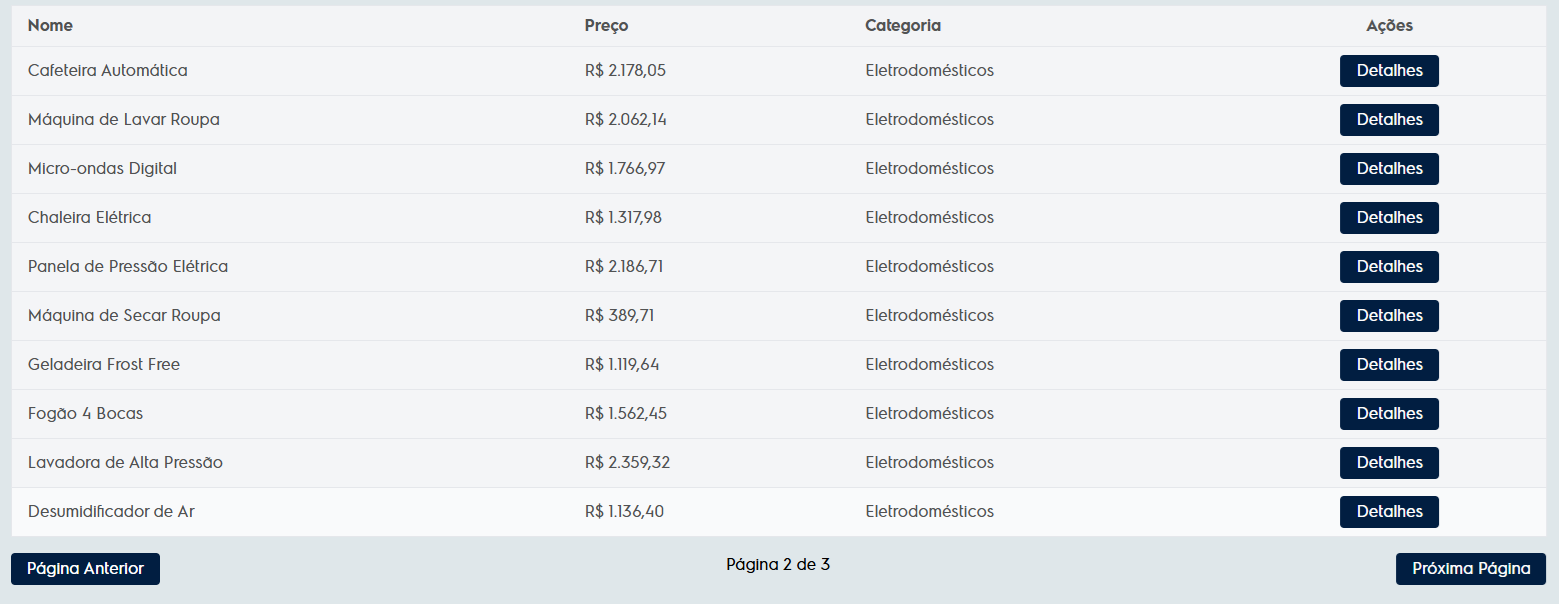 Nome Preço Categoria Ações
Cafeteira Automática R$ 2.178,05 Eletrodomésticos Detalhes
Máquina de Lavar Roupa R$ 2.062,14 Eletrodomésticos Detalhes
Micro-ondas Digital R$ 1.766,97 Eletrodomésticos Detalhes
Chaleira Elétrica R$ 1.317,98 Eletrodomésticos Detalhes
Panela de Pressão Elétrica R$ 2.186,71 Eletrodomésticos Detalhes
Máquina de Secar Roupa R$ 389,71 Eletrodomésticos Detalhes
Geladeira Frost Free R$ 1.119,64 Eletrodomésticos Detalhes
Fogão 4 Bocas R$ 1.562,45 Eletrodomésticos Detalhes
Lavadora de Alta Pressão R$ 2.359,32 Eletrodomésticos Detalhes
Desumidificador de Ar R$ 1.136,40 Eletrodomésticos Detalhes
Página Anterior Página 2 de 3 Próxima Página